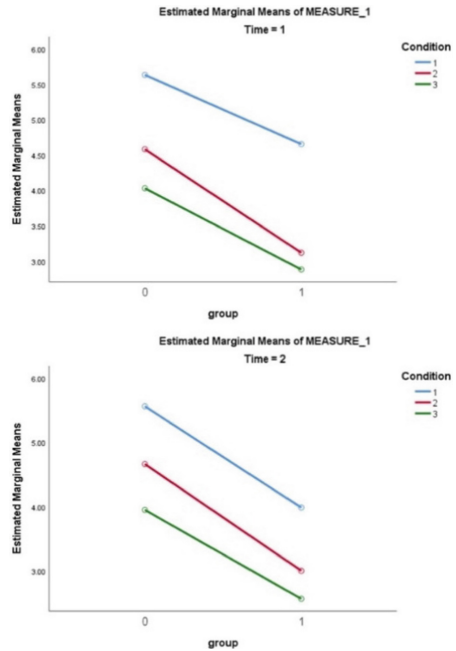 Estimated Marginal Means of MEASURE_1
Time = 1
Condition
1
2
3
Estimated Marginal Means
6.00
5.50
5.00
4.50
4.00
3.50
3.00
0
1
group
Estimated Marginal Means of MEASURE_1
Time = 2
Condition
1
2
3
Estimated Marginal Means
6.00
5.00
4.00
3.00
0
1
group